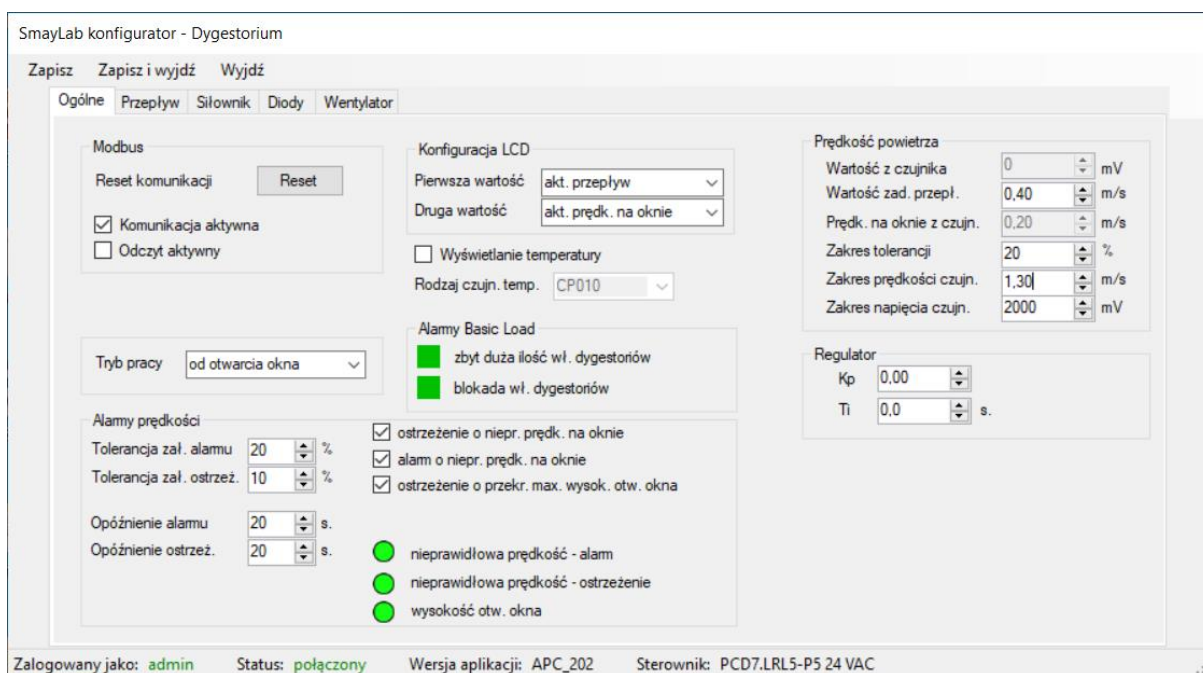 SmayLab konfigurator - Dygestorium
Zapisz Zapisz i wyjdź Wyjdź
Ogólne Przepływ Siłownik Diody Wentylator
Modbus
Reset komunikacji Reset
Komunikacja aktywna
Odczyt aktywny
Tryb pracy od otwarcia okna
Konfiguracja LCD
Pierwsza wartość akt. przepływ
Druga wartość akt. prędk. na oknie
Wyświetlanie temperatury
Rodzaj czujn. temp. CP010
Alarmy Basic Load
zbyt duża ilość wł. dygestoriów
blokada wł. dygestoriów
Prędkość powietrza
Wartość z czujnika 0 mV
Wartość zad. przepł. 0,40 m/s
Prędk. na oknie z czujn. 0,20 m/s
Zakres tolerancji 20 %
Zakres prędkości czujn. 1,30 m/s
Zakres napięcia czujn. 2000 mV
Regulator
Kp 0,00
Ti 0,0 s.
Alarmy prędkości
Tolerancja zał. alarmu 20 %
Tolerancja zał. ostrzeż. 10 %
Opóźnienie alarmu 20 s.
Opóźnienie ostrzeż. 20 s.
ostrzeżenie o niepr. prędk. na oknie
alarm o niepr. prędk. na oknie
ostrzeżenie o przekr. max. wysok. otw. okna
nieprawidłowa prędkość - alarm
nieprawidłowa prędkość - ostrzeżenie
wysokość otw. okna
Zalogowany jako: admin Status: połączony Wersja aplikacji: APC_202 Sterownik: PCD7.LRL5-P5 24 VAC